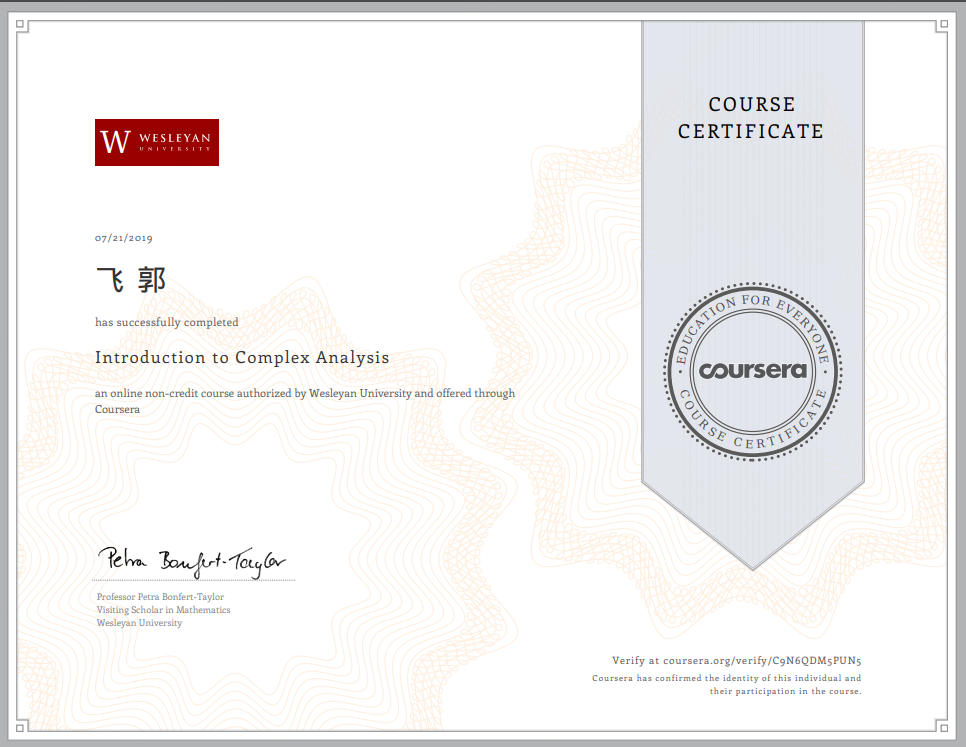 COURSE
CERTIFICATE
W WESLEYAN
UNIVERSITY
07/21/2019
飞 郭
has successfully completed
Introduction to Complex Analysis
an online non-credit course authorized by Wesleyan University and offered through
Coursera
EDUCATION FOR EVERYONE
coursera
COURSE CERTIFICATE
Petra Bonfert-Taylor
Professor Petra Bonfert-Taylor
Visiting Scholar in Mathematics
Wesleyan University
Verify at coursera.org/verify/C9N6QDM5PUN5
Coursera has confirmed the identity of this individual and
their participation in the course.